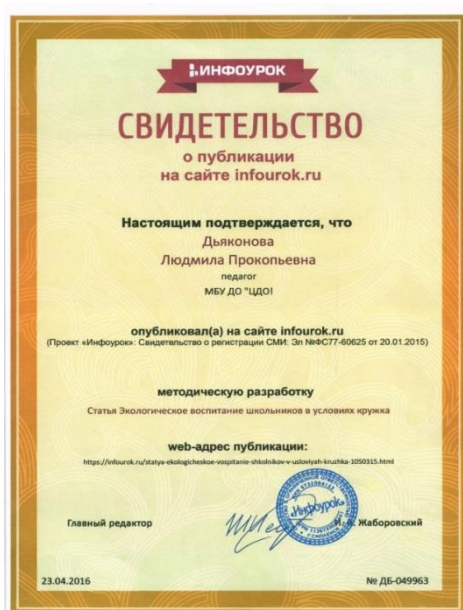 ИНФОУРОК
СВИДЕТЕЛЬСТВО
о публикации
на сайте infourok.ru
Настоящим подтверждается, что
Дьяконова
Людмила Прокопьевна
педагог
МБУ ДО "ЦДО!
опубликовал(а) на сайте infourok.ru
(Проект «Инфоурок»: Свидетельство о регистрации СМИ: Эл №ФС77-60625 от 20.01.2015)
методическую разработку
Статья Экологическое воспитание школьников в условиях кружка
web-адрес публикации:
https://infourok.ru/statya-ekologicheskoe-vospitanie-shkolnikov-v-usloviyah-kruzhka-1050315.html
«Инфоурок»
Главный редактор Жаборовский
23.04.2016 № ДБ-049963